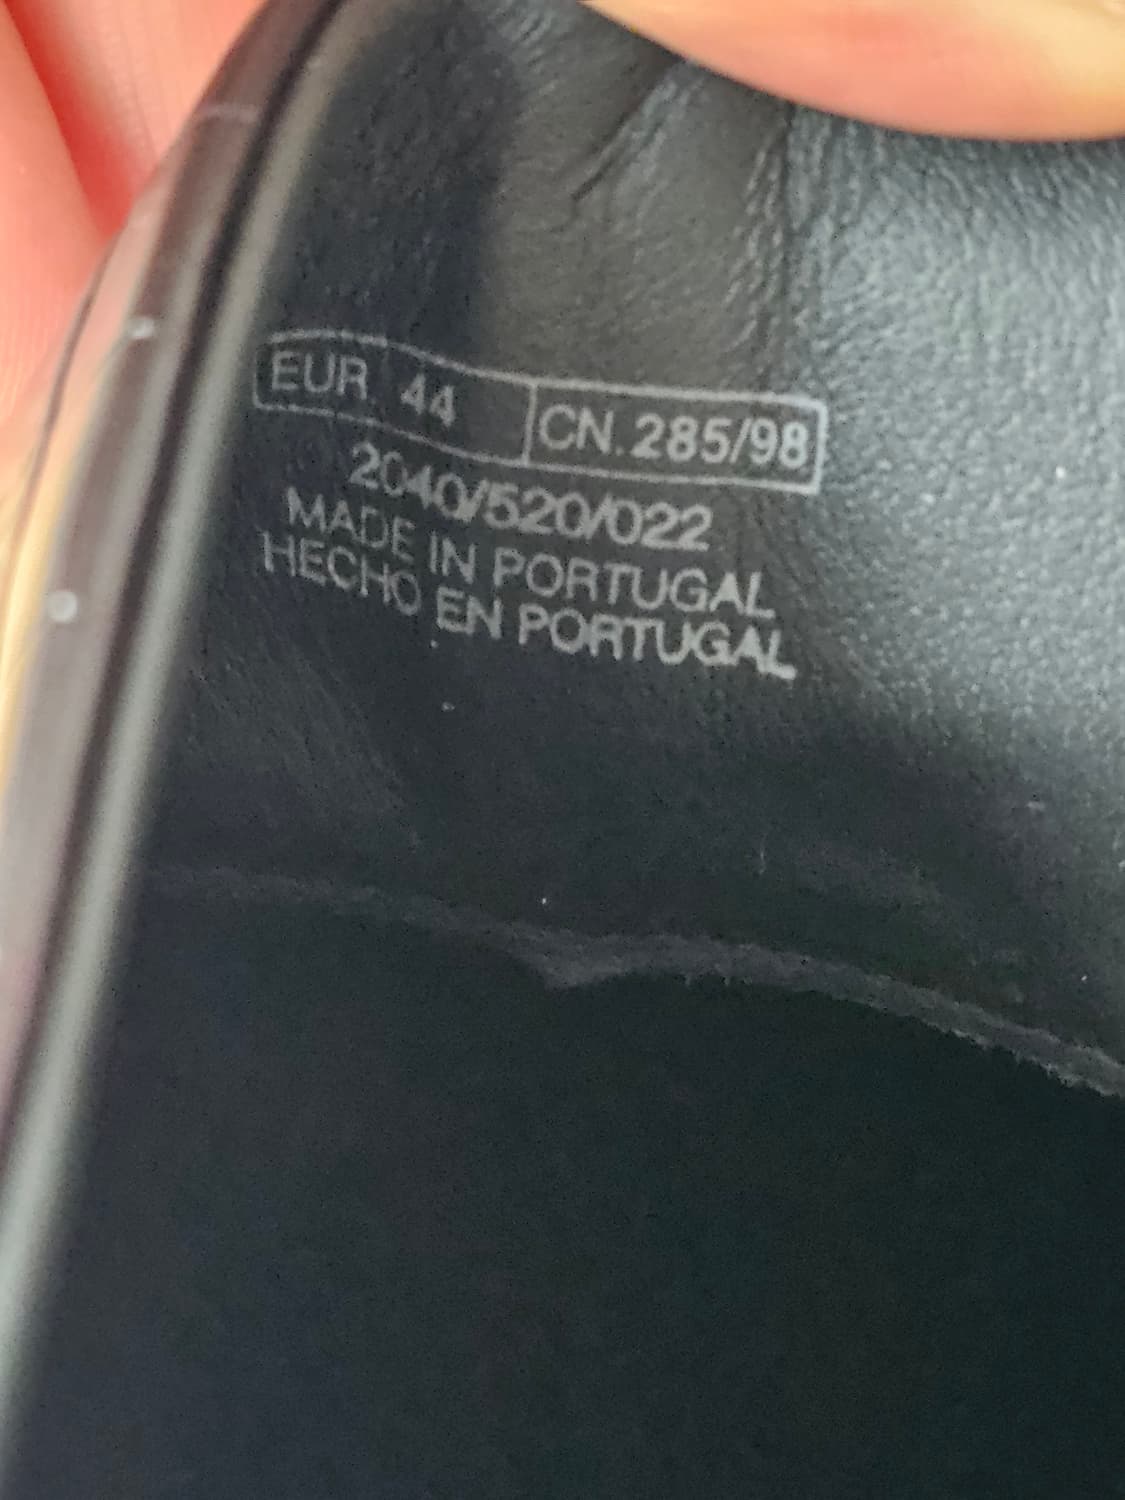 EUR 44 CN.285/98
2040/520/022
MADE IN PORTUGAL
HECHO EN PORTUGAL